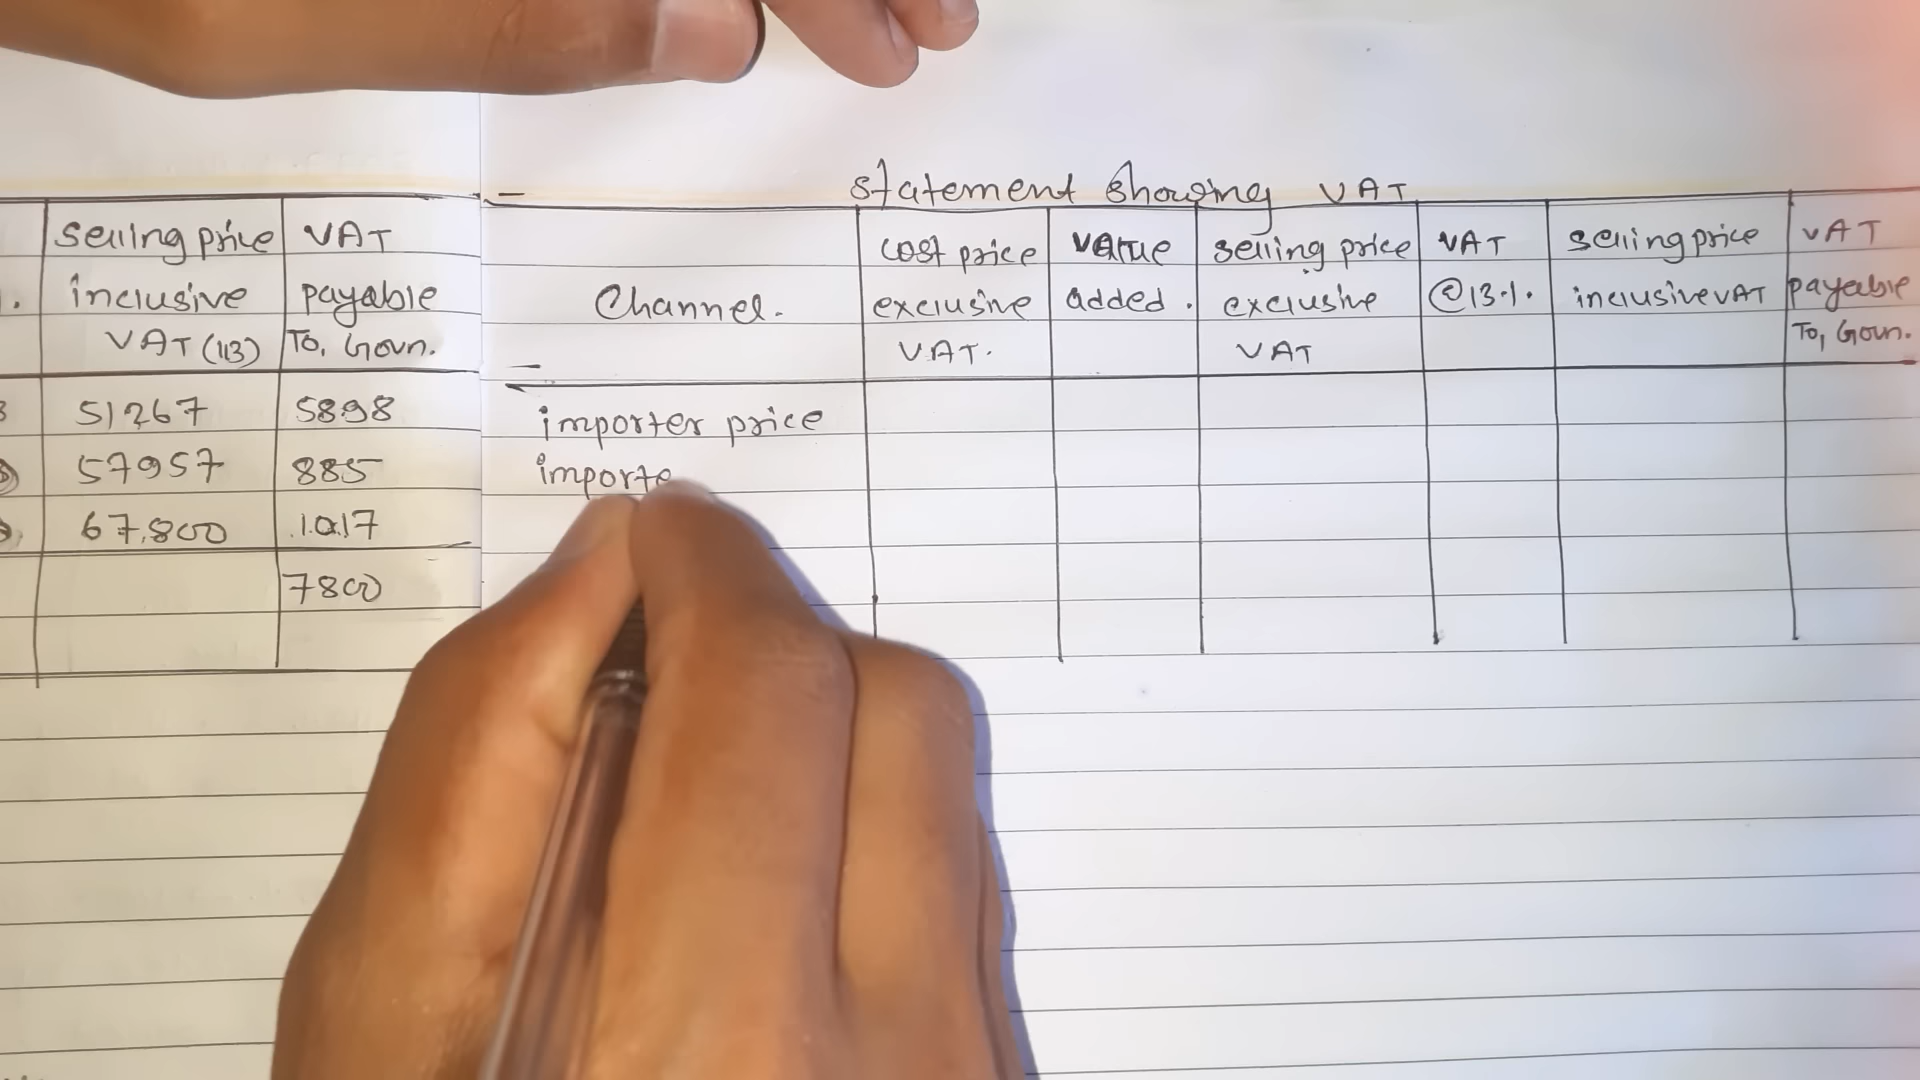 selling price
VAT
inclusive
payable
VAT (113)
To, Govn.
51267
5898
57957
885
67,800
1017
7800
statement showing VAT
Channel.
cost price
exclusive
VAT.
value
added.
selling price
exclusive
VAT
VAT
@13%.
selling price
inclusive VAT
VAT
payable
To, Govn.
importer price
importe